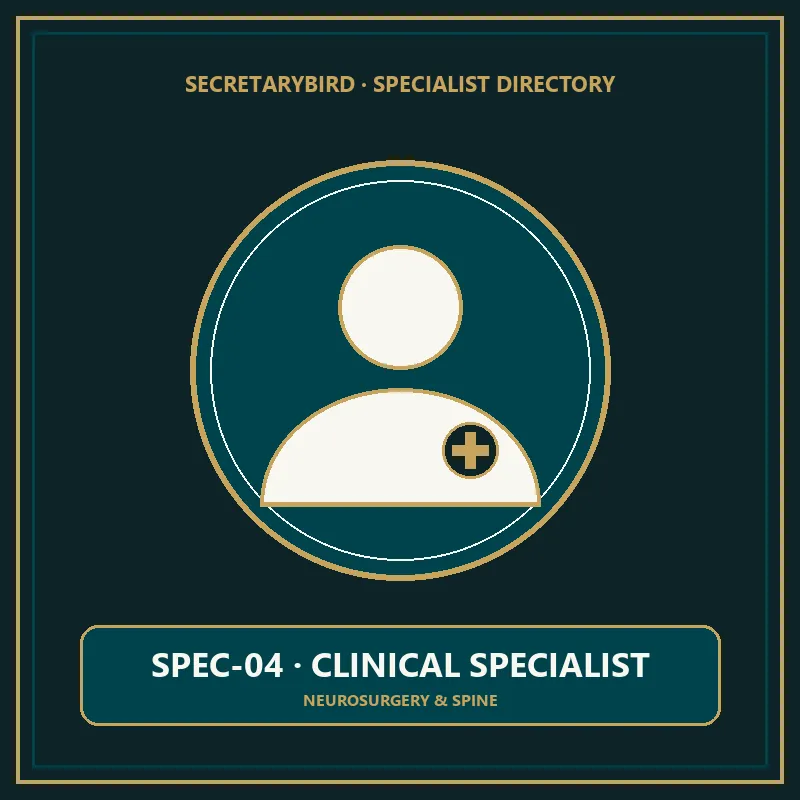 SECRETARYBIRD · SPECIALIST DIRECTORY
SPEC-04 · CLINICAL SPECIALIST
NEUROSURGERY & SPINE